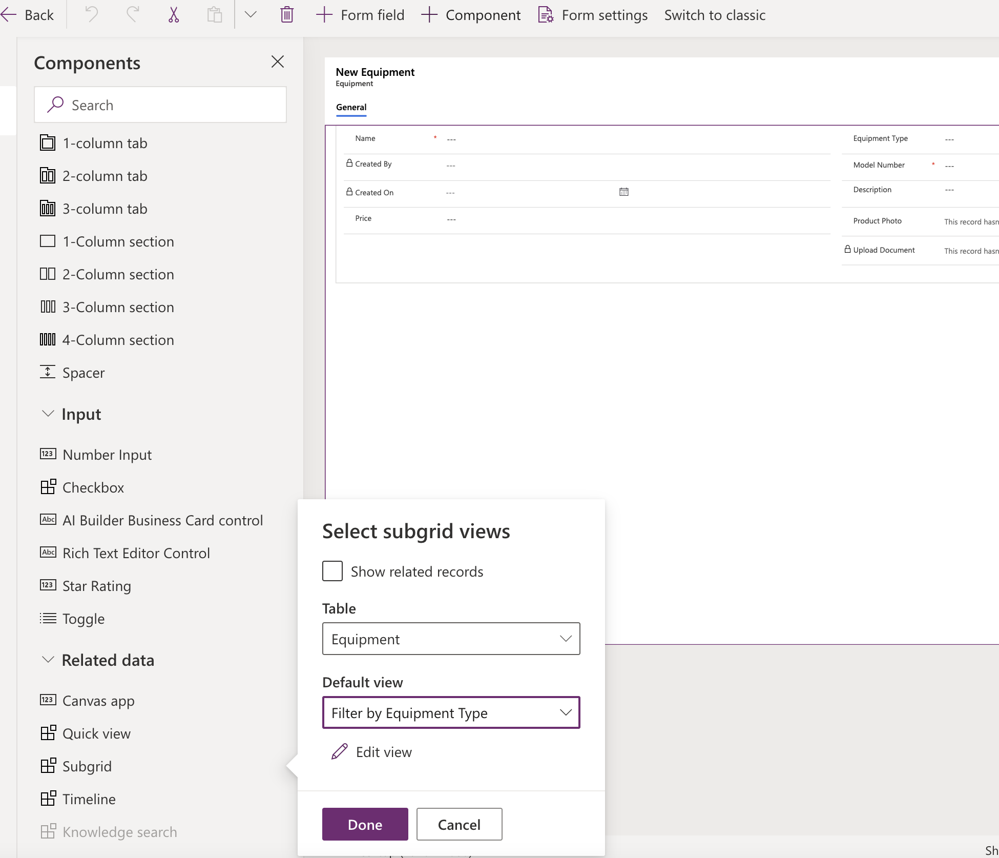 Back
Form field
Component
Form settings
Switch to classic
Components
Search
1-column tab
2-column tab
3-column tab
1-Column section
2-Column section
3-Column section
4-Column section
Spacer
Input
123 Number Input
Checkbox
Abc AI Builder Business Card control
Abc Rich Text Editor Control
123 Star Rating
Toggle
Related data
123 Canvas app
Quick view
Subgrid
Timeline
Knowledge search
New Equipment
Equipment
General
Name * ---
Created By ---
Created On ---
Price ---
Equipment Type ---
Model Number * ---
Description ---
Product Photo This record hasn
Upload Document This record hasn
Select subgrid views
Show related records
Table
Equipment
Default view
Filter by Equipment Type
Edit view
Done
Cancel
Sh